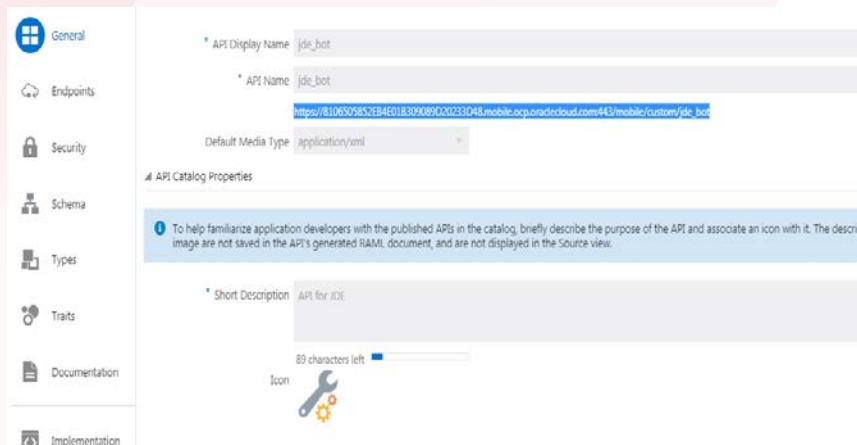 General
* API Display Name jde_bot
* API Name jde_bot
Endpoints
https://8106505852EB4E01B309089D20233D48.mobile.ocp.oraclecloud.com:443/mobile/custom/jde_bot
Security
Default Media Type application/xml
API Catalog Properties
Schema
To help familiarize application developers with the published APIs in the catalog, briefly describe the purpose of the API and associate an icon with it. The descri
image are not saved in the API's generated RAML document, and are not displayed in the Source view.
Types
* Short Description API for JDE
Traits
89 characters left
Documentation
Icon
Implementation